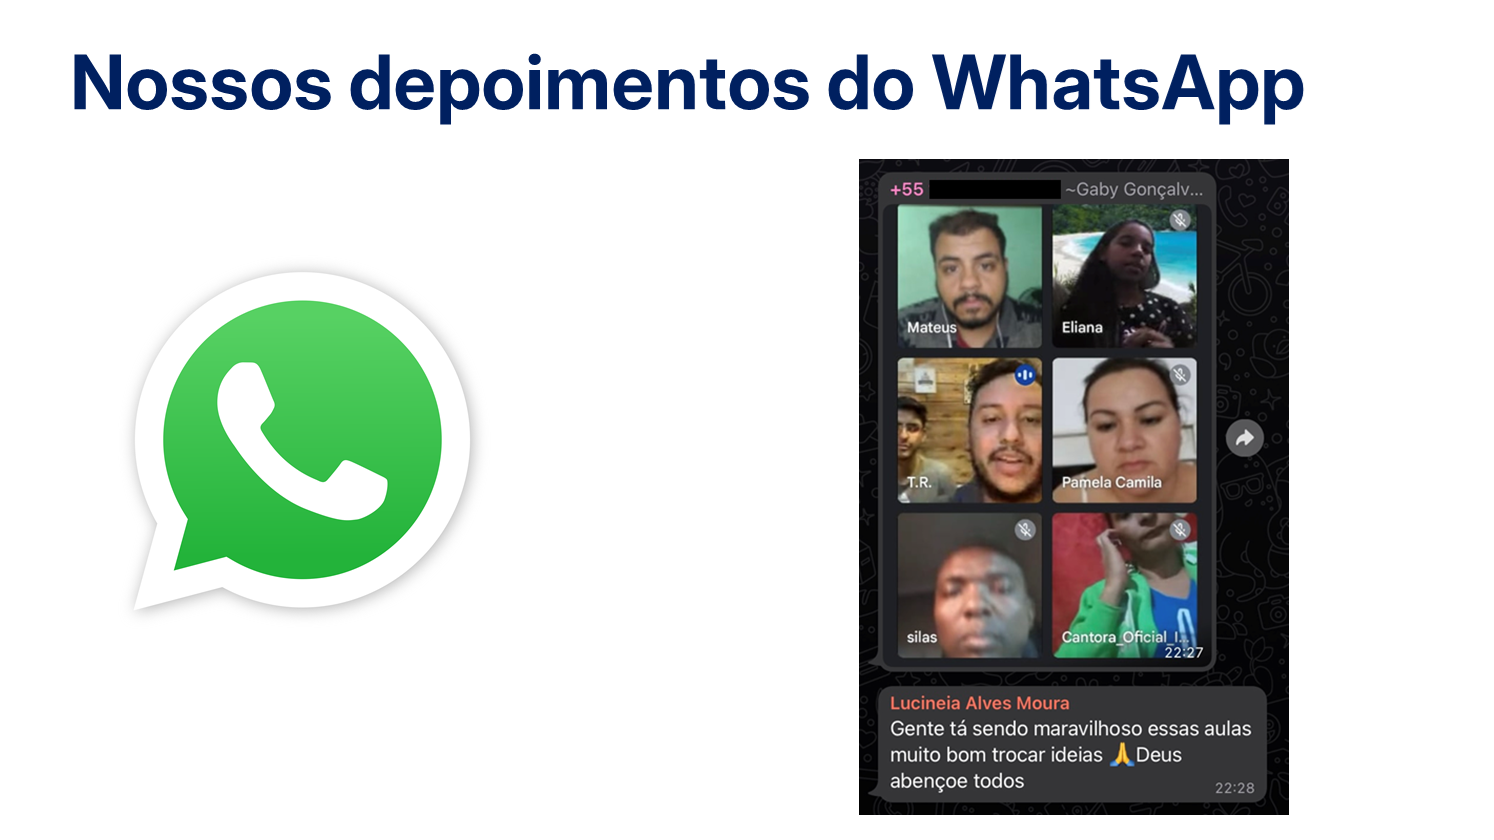 Nossos depoimentos do WhatsApp
+55 ~Gaby Gonçalv...
Mateus
Eliana
T.R.
Pamela Camila
silas
Cantora_Oficial_I...
22:27
Lucineia Alves Moura
Gente tá sendo maravilhoso essas aulas
muito bom trocar ideias 🙏Deus
abençoe todos
22:28